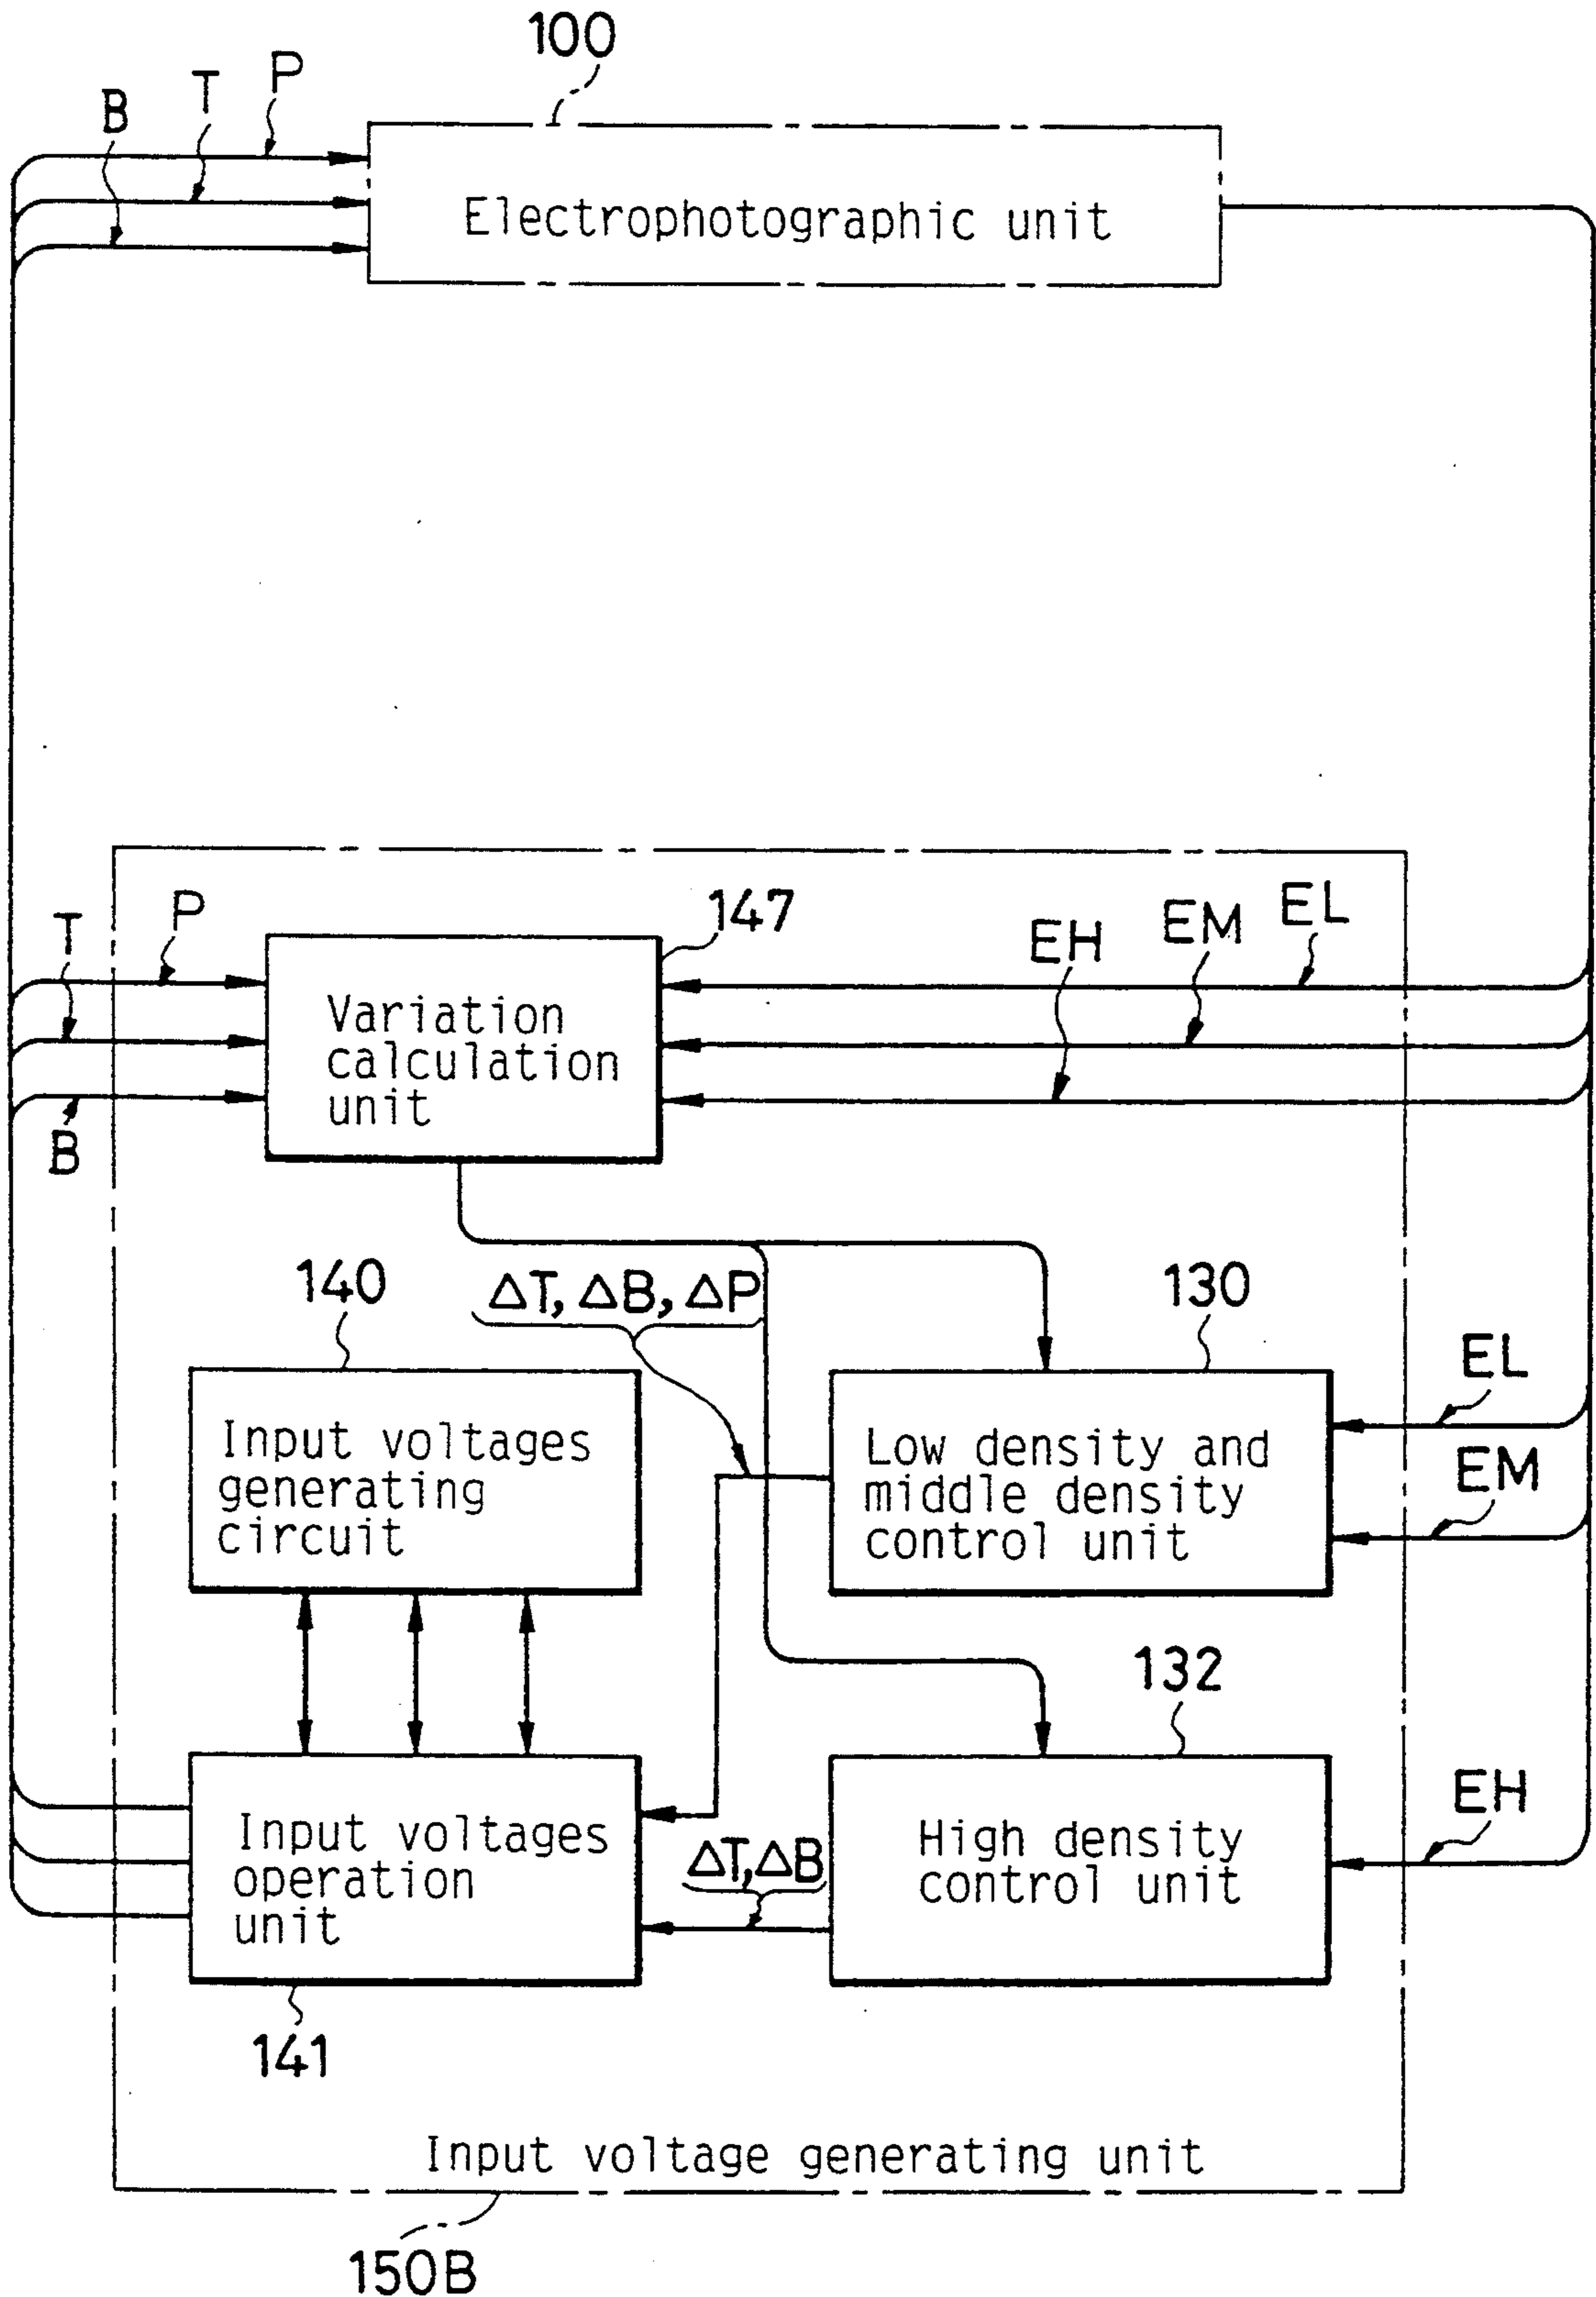 100
P
T
B
Electrophotographic unit
147
EL
EM
EH
P
T
Variation
calculation
unit
B
140
ΔT, ΔB, ΔP
130
EL
Input voltages
generating
circuit
Low density and
middle density
control unit
EM
132
EH
Input voltages
operation
unit
ΔT, ΔB
High density
control unit
141
Input voltage generating unit
150B